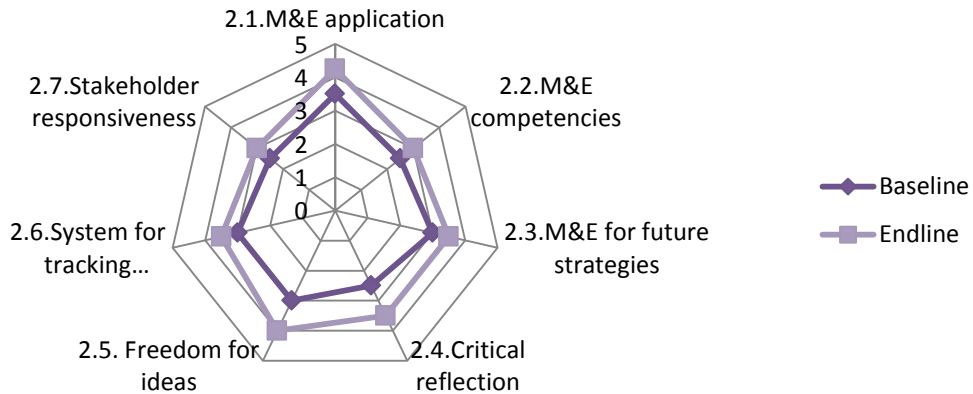 2.1.M&E application
5
4
3
2
1
0
2.2.M&E
competencies
2.3.M&E for future
strategies
2.4.Critical
reflection
2.5. Freedom for
ideas
2.6.System for
tracking...
2.7.Stakeholder
responsiveness
Baseline
Endline